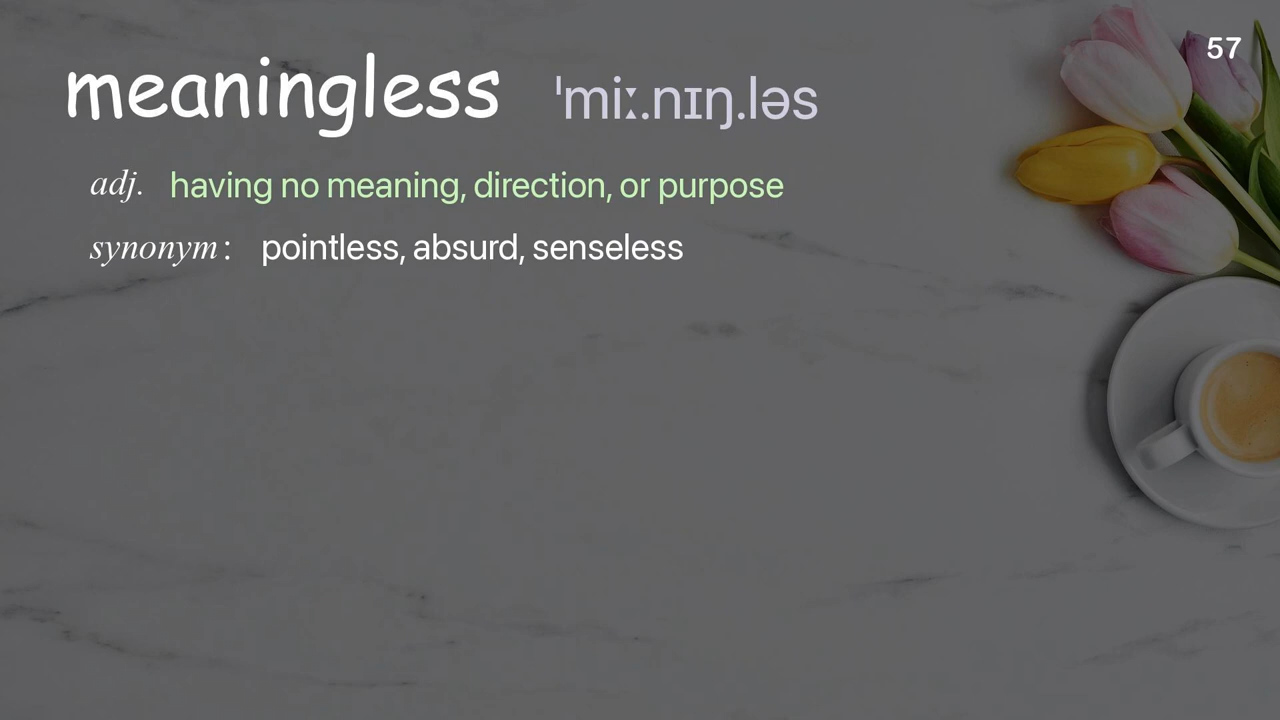 57
meaningless ˈmiː.nɪŋ.ləs
adj. having no meaning, direction, or purpose
synonym: pointless, absurd, senseless